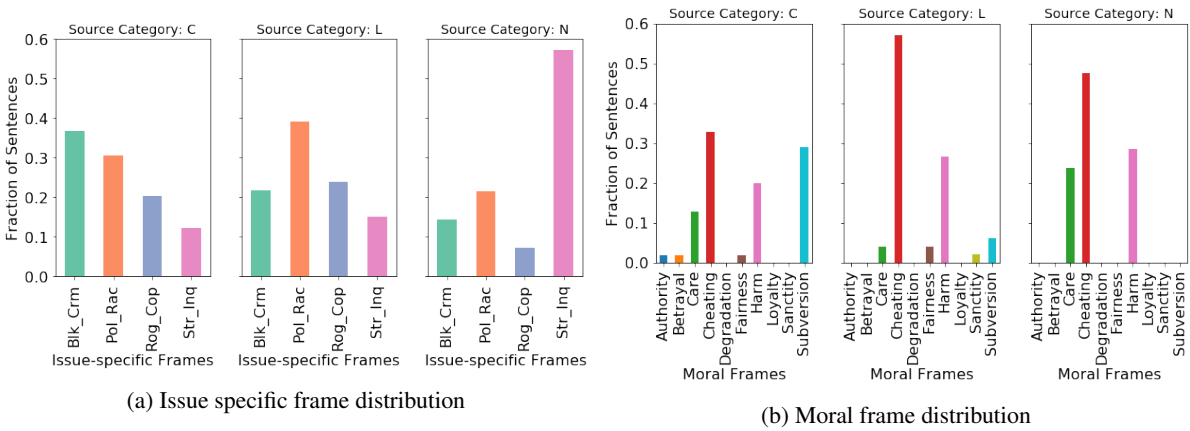 Source Category: C
Source Category: L
Source Category: N
Fraction of Sentences
0.6
0.5
0.4
0.3
0.2
0.1
0.0
Blk_Crm
Pol_Rac
Rog_Cop
Str_Inq
Blk_Crm
Pol_Rac
Rog_Cop
Str_Inq
Blk_Crm
Pol_Rac
Rog_Cop
Str_Inq
Issue-specific Frames
Issue-specific Frames
Issue-specific Frames
(a) Issue specific frame distribution
Source Category: C
Source Category: L
Source Category: N
Fraction of Sentences
0.6
0.5
0.4
0.3
0.2
0.1
0.0
Authority
Betrayal
Care
Cheating
Degradation
Fairness
Harm
Loyalty
Sanctity
Subversion
Authority
Betrayal
Care
Cheating
Degradation
Fairness
Harm
Loyalty
Sanctity
Subversion
Authority
Betrayal
Care
Cheating
Degradation
Fairness
Harm
Loyalty
Sanctity
Subversion
Moral Frames
Moral Frames
Moral Frames
(b) Moral frame distribution